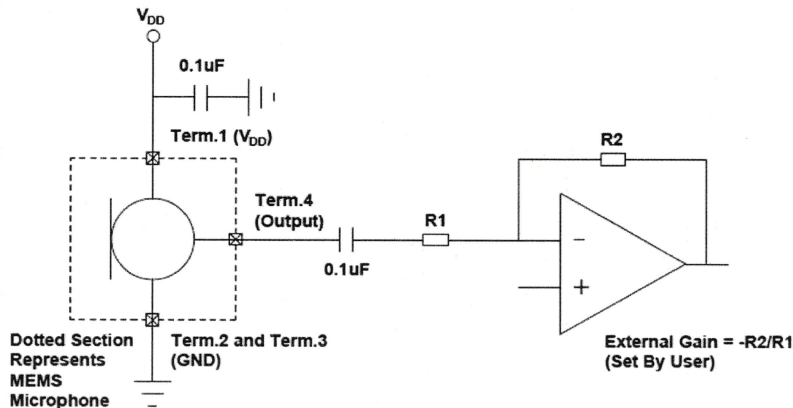 VDD
0.1uF
Term.1 (VDD)
R2
Term.4
(Output)
R1
0.1uF
Dotted Section
Represents
MEMS
Microphone
Term.2 and Term.3
(GND)
External Gain = -R2/R1
(Set By User)